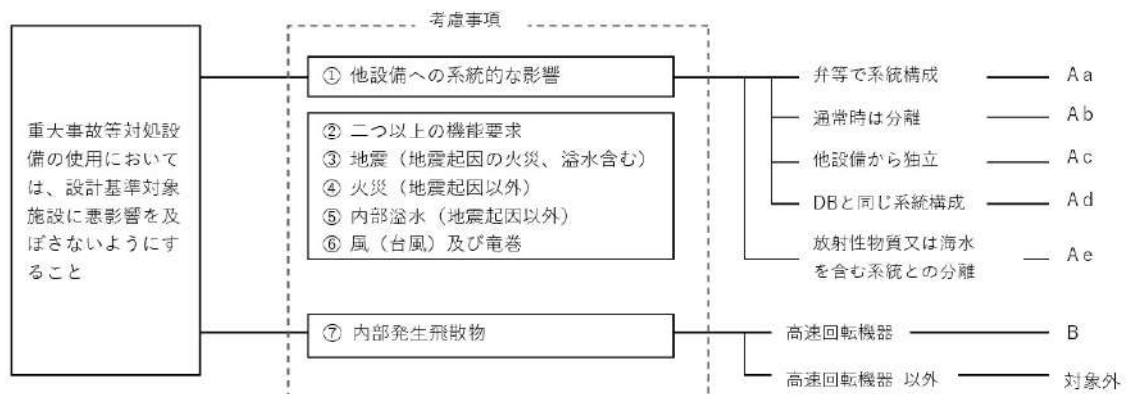 考慮事項
重大事故等対処設
備の使用において
は、設計基準対象
施設に悪影響を及
ぼさないようにす
ること
① 他設備への系統的な影響
② 二つ以上の機能要求
③ 地震（地震起因の火災、溢水含む）
④ 火災（地震起因以外）
⑤ 内部溢水（地震起因以外）
⑥ 風（台風）及び竜巻
⑦ 内部発生飛散物
弁等で系統構成 Aa
通常時は分離 Ab
他設備から独立 Ac
DBと同じ系統構成 Ad
放射性物質又は海水
を含む系統との分離 Ae
高速回転機器 B
高速回転機器 以外 対象外